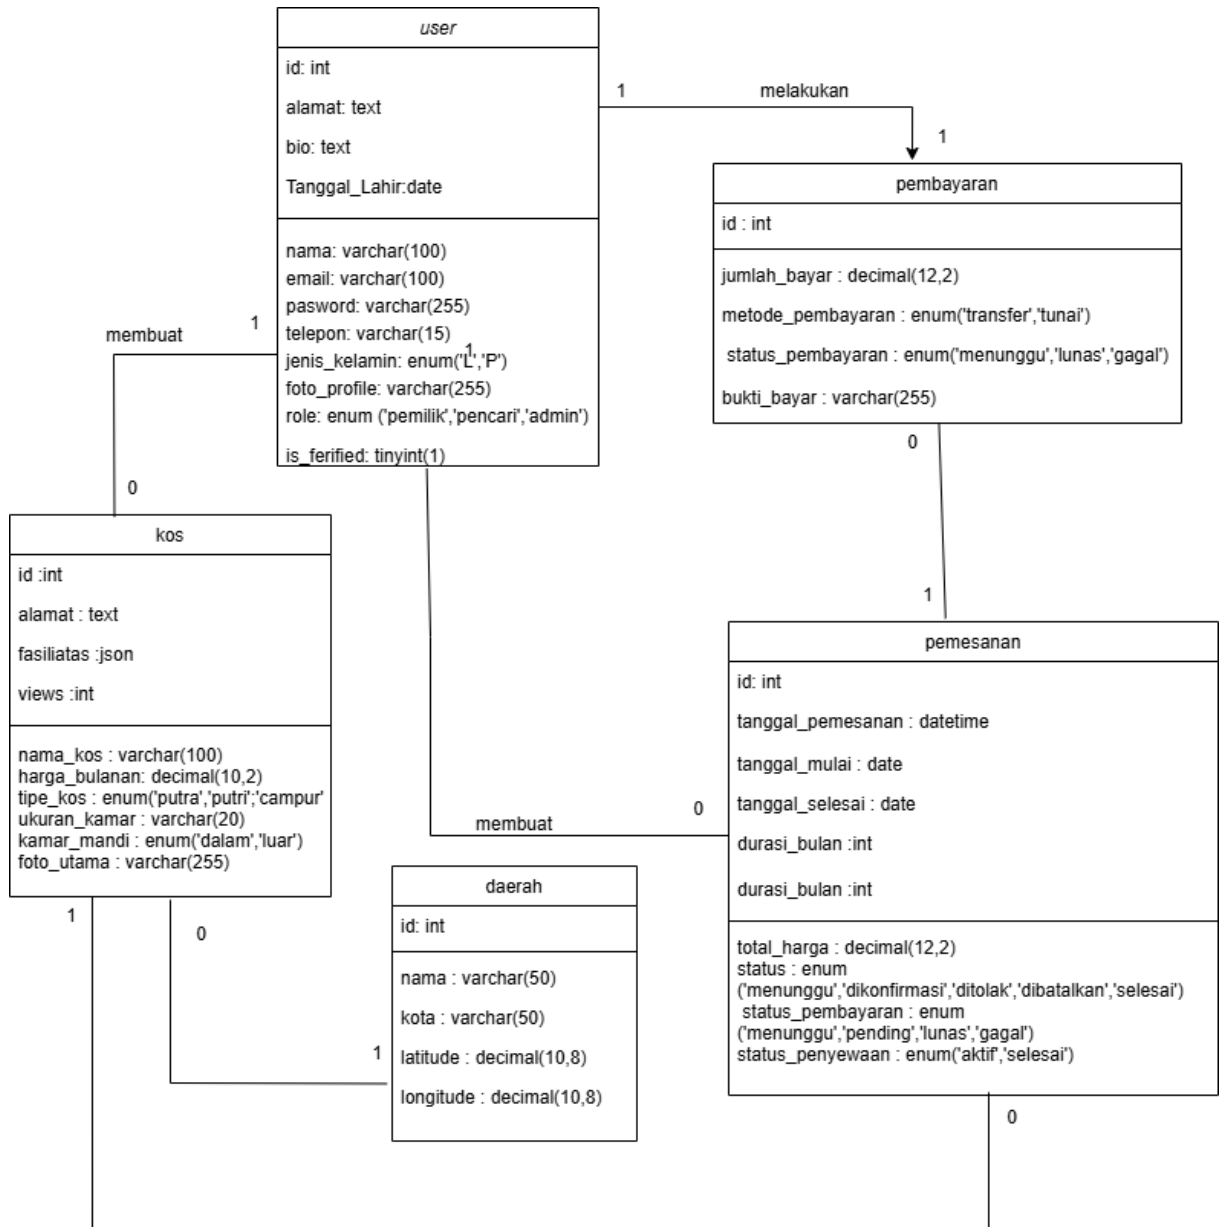 user
id: int
alamat: text
bio: text
Tanggal_Lahir:date
nama: varchar(100)
email: varchar(100)
pasword: varchar(255)
telepon: varchar(15)
jenis_kelamin: enum('L','P')
foto_profile: varchar(255)
role: enum ('pemilik','pencari','admin')
is_ferified: tinyint(1)
1
1
melakukan
1
pembayaran
id : int
jumlah_bayar : decimal(12,2)
metode_pembayaran : enum('transfer','tunai')
status_pembayaran : enum('menunggu','lunas','gagal')
bukti_bayar : varchar(255)
0
1
membuat
1
0
kos
id :int
alamat : text
fasiliatas :json
views :int
nama_kos : varchar(100)
harga_bulanan: decimal(10,2)
tipe_kos : enum('putra','putri';'campur'
ukuran_kamar : varchar(20)
kamar_mandi : enum('dalam','luar')
foto_utama : varchar(255)
1
0
membuat
0
daerah
id: int
nama : varchar(50)
kota : varchar(50)
latitude : decimal(10,8)
longitude : decimal(10,8)
1
pemesanan
id: int
tanggal_pemesanan : datetime
tanggal_mulai : date
tanggal_selesai : date
durasi_bulan :int
durasi_bulan :int
total_harga : decimal(12,2)
status : enum
('menunggu','dikonfirmasi','ditolak','dibatalkan','selesai')
status_pembayaran : enum
('menunggu','pending','lunas','gagal')
status_penyewaan : enum('aktif','selesai')
0